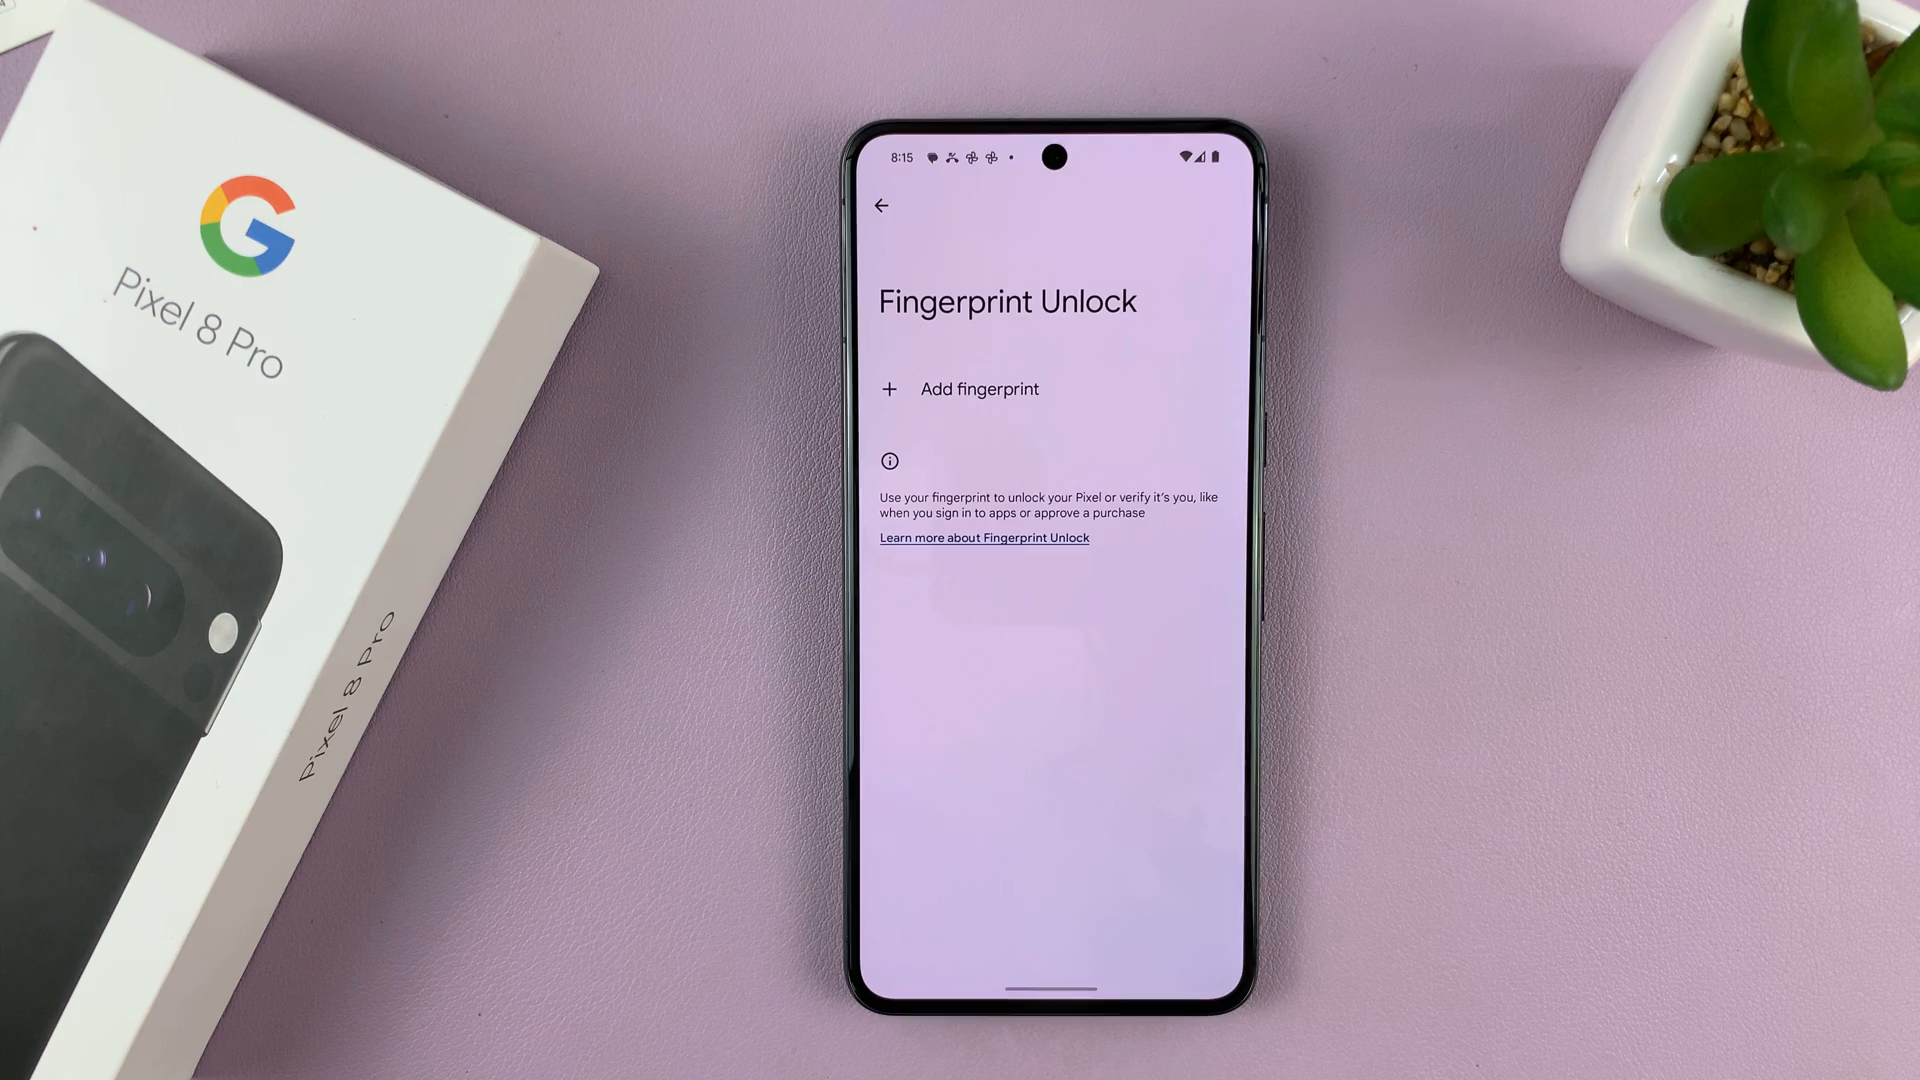 Pixel 8 Pro
Pixel 8 Pro
8:15
Fingerprint Unlock
+ Add fingerprint
Use your fingerprint to unlock your Pixel or verify it's you, like
when you sign in to apps or approve a purchase
Learn more about Fingerprint Unlock